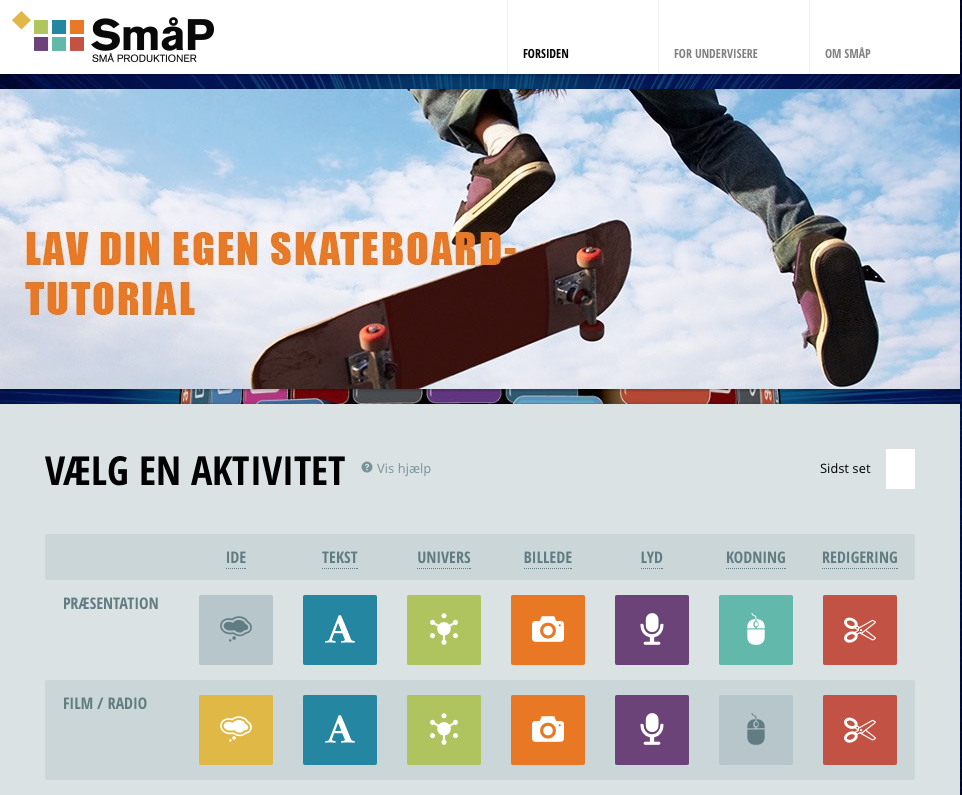 SmåP
SMÅ PRODUKTIONER
FORSIDEN
FOR UNDERVISERE
OM SMÅP
LAV DIN EGEN SKATEBOARD-
TUTORIAL
VÆLG EN AKTIVITET
? Vis hjælp
Sidst set
IDE
TEKST
UNIVERS
BILLEDE
LYD
KODNING
REDIGERING
PRÆSENTATION
A
FILM / RADIO
A